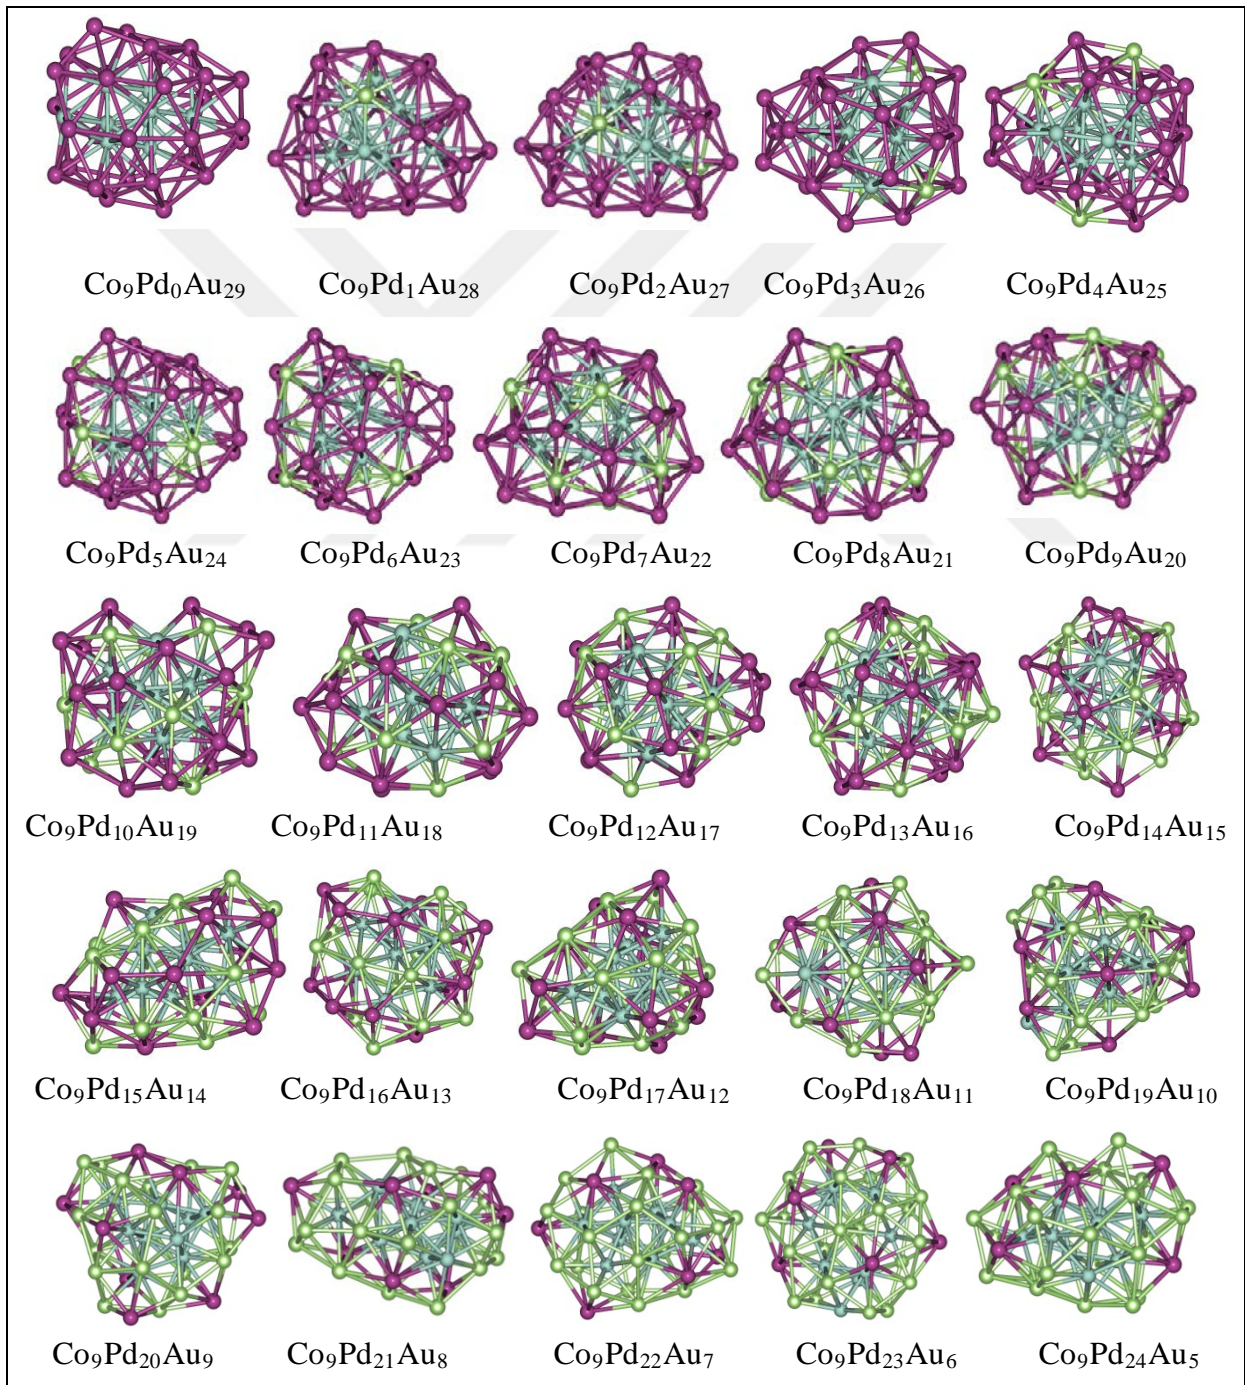 Co₉Pd₀Au₂₉ Co₉Pd₁Au₂₈ Co₉Pd₂Au₂₇ Co₉Pd₃Au₂₆ Co₉Pd₄Au₂₅
Co₉Pd₅Au₂₄ Co₉Pd₆Au₂₃ Co₉Pd₇Au₂₂ Co₉Pd₈Au₂₁ Co₉Pd₉Au₂₀
Co₉Pd₁₀Au₁₉ Co₉Pd₁₁Au₁₈ Co₉Pd₁₂Au₁₇ Co₉Pd₁₃Au₁₆ Co₉Pd₁₄Au₁₅
Co₉Pd₁₅Au₁₄ Co₉Pd₁₆Au₁₃ Co₉Pd₁₇Au₁₂ Co₉Pd₁₈Au₁₁ Co₉Pd₁₉Au₁₀
Co₉Pd₂₀Au₉ Co₉Pd₂₁Au₈ Co₉Pd₂₂Au₇ Co₉Pd₂₃Au₆ Co₉Pd₂₄Au₅